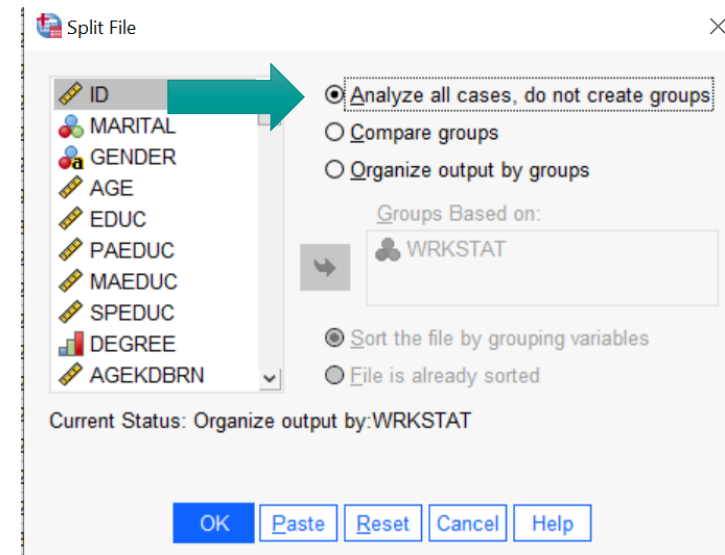 Split File
ID
MARITAL
GENDER
AGE
EDUC
PAEDUC
MAEDUC
SPEDUC
DEGREE
AGEKDBRN
Analyze all cases, do not create groups
Compare groups
Organize output by groups
Groups Based on:
WRKSTAT
Sort the file by grouping variables
File is already sorted
Current Status: Organize output by:WRKSTAT
OK
Paste
Reset
Cancel
Help